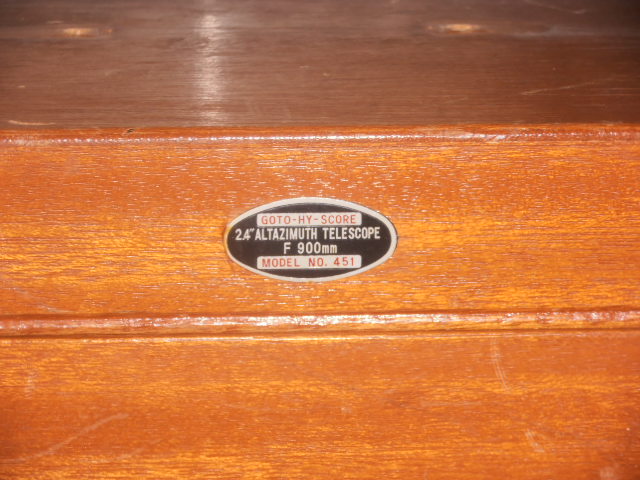 GOTO-HY-SCORE
2.4" ALTAZIMUTH TELESCOPE
F 900mm
MODEL NO. 451